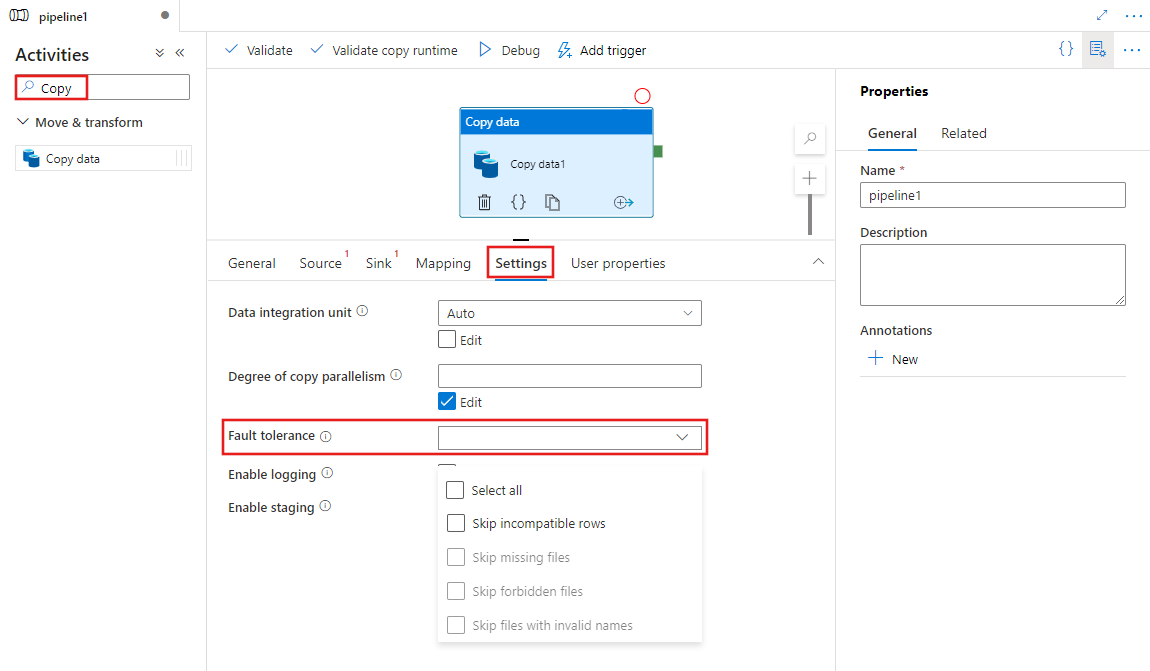 pipeline1
Activities
Copy
Move & transform
Copy data
Validate
Validate copy runtime
Debug
Add trigger
Copy data
Copy data1
General
Source 1
Sink 1
Mapping
Settings
User properties
Data integration unit
Auto
Edit
Degree of copy parallelism
Edit
Fault tolerance
Enable logging
Enable staging
Select all
Skip incompatible rows
Skip missing files
Skip forbidden files
Skip files with invalid names
Properties
General
Related
Name *
pipeline1
Description
Annotations
New